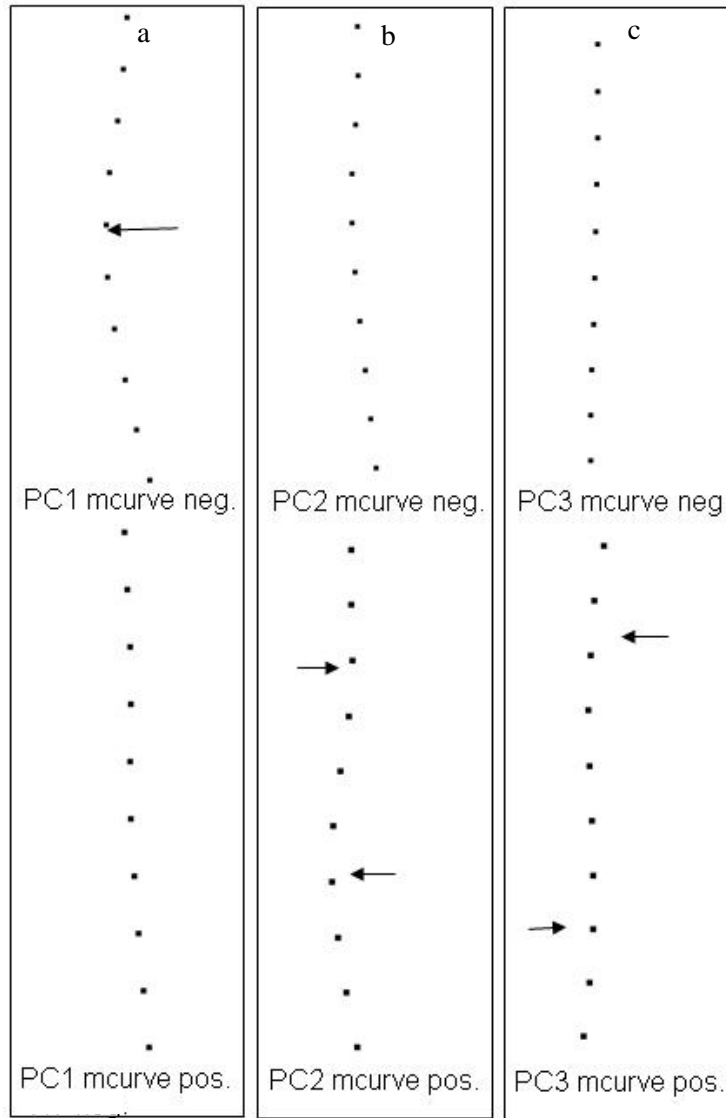 a
b
c
PC1 mcurve neg.
PC2 mcurve neg.
PC3 mcurve neg
PC1 mcurve pos.
PC2 mcurve pos.
PC3 mcurve pos.